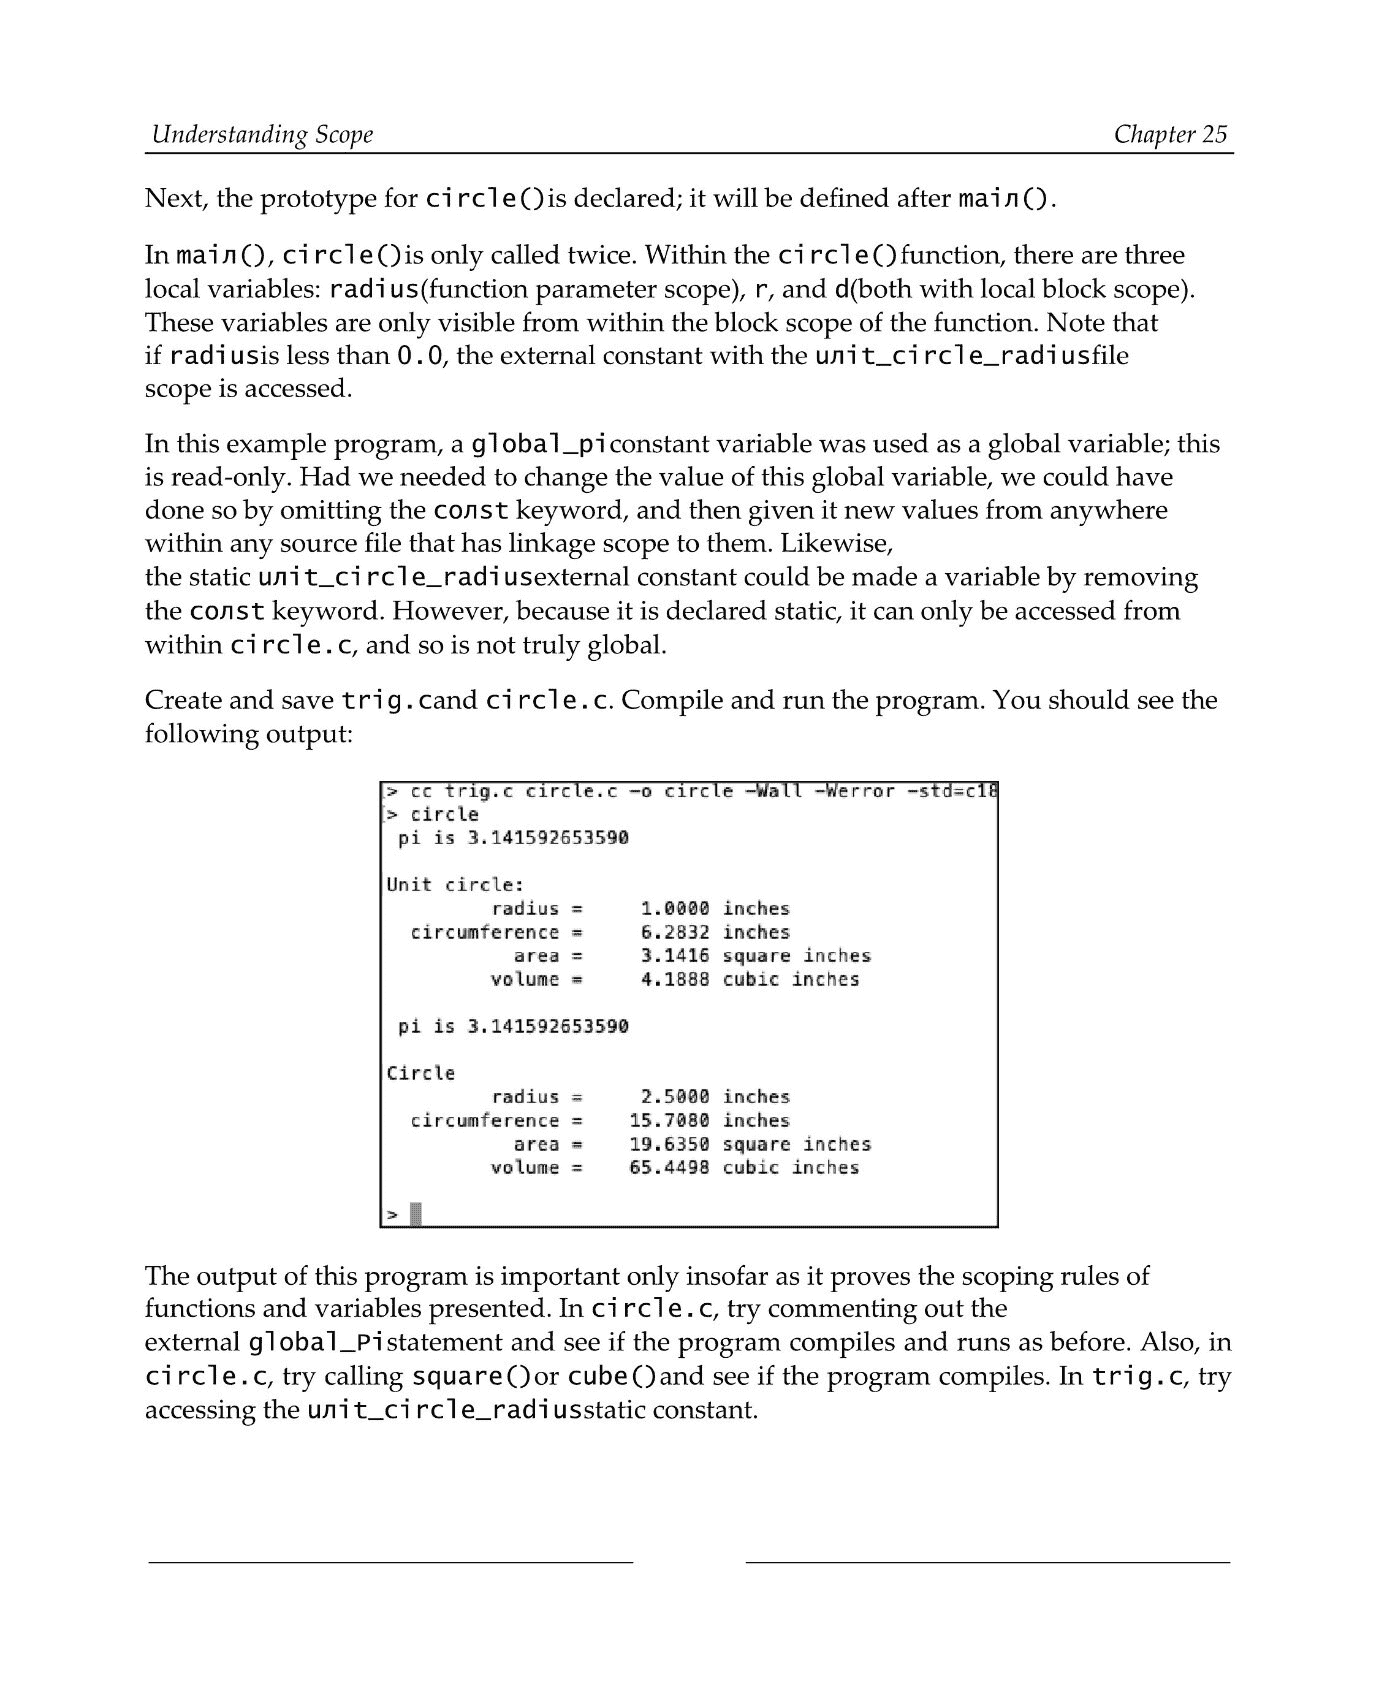 Understanding Scope Chapter 25
Next, the prototype for circle()is declared; it will be defined after maiл().
In maiл(), circle()is only called twice. Within the circle()function, there are three
local variables: radius(function parameter scope), r, and d(both with local block scope).
These variables are only visible from within the block scope of the function. Note that
if radiusis less than 0.0, the external constant with the uлit_circle_radiusfile
scope is accessed.
In this example program, a global_piconstant variable was used as a global variable; this
is read-only. Had we needed to change the value of this global variable, we could have
done so by omitting the coлst keyword, and then given it new values from anywhere
within any source file that has linkage scope to them. Likewise,
the static uлit_circle_radiusexternal constant could be made a variable by removing
the coлst keyword. However, because it is declared static, it can only be accessed from
within circle.c, and so is not truly global.
Create and save trig.cand circle.c. Compile and run the program. You should see the
following output:
[> cc trig.c circle.c -o circle -Wall -Werror -std=c18
[> circle
pi is 3.141592653590
Unit circle:
radius = 1.0000 inches
circumference = 6.2832 inches
area = 3.1416 square inches
volume = 4.1888 cubic inches
pi is 3.141592653590
Circle
radius = 2.5000 inches
circumference = 15.7080 inches
area = 19.6350 square inches
volume = 65.4498 cubic inches
>
The output of this program is important only insofar as it proves the scoping rules of
functions and variables presented. In circle.c, try commenting out the
external global_Pistatement and see if the program compiles and runs as before. Also, in
circle.c, try calling square()or cube()and see if the program compiles. In trig.c, try
accessing the uлit_circle_radiusstatic constant.